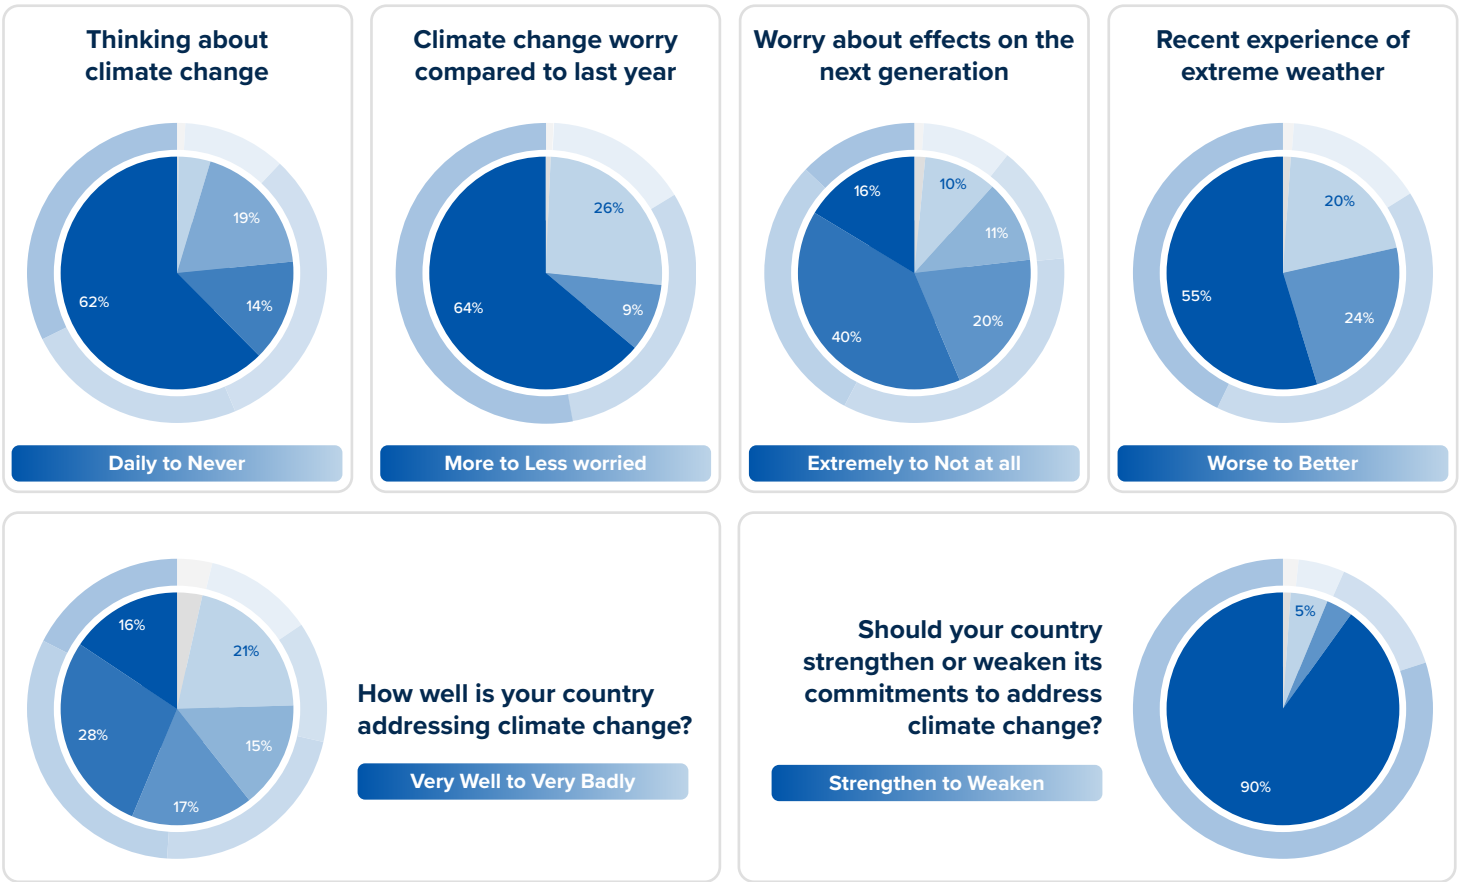 Thinking about
climate change
19%
14%
62%
Daily to Never
Climate change worry
compared to last year
26%
9%
64%
More to Less worried
Worry about effects on the
next generation
16%
10%
11%
20%
40%
Extremely to Not at all
Recent experience of
extreme weather
20%
24%
55%
Worse to Better
16%
21%
15%
17%
28%
How well is your country
addressing climate change?
Very Well to Very Badly
Should your country
strengthen or weaken its
commitments to address
climate change?
Strengthen to Weaken
5%
90%